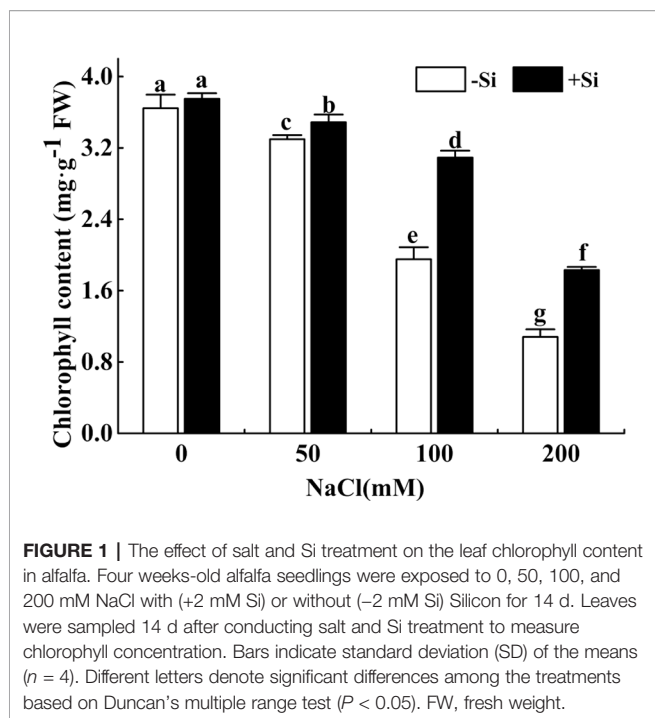 4.0
3.2
2.4
1.6
0.8
0.0
Chlorophyll content (mg·g⁻¹ FW)
-Si +Si
a a
c b
e d
g f
0 50 100 200
NaCl(mM)
FIGURE 1 | The effect of salt and Si treatment on the leaf chlorophyll content
in alfalfa. Four weeks-old alfalfa seedlings were exposed to 0, 50, 100, and
200 mM NaCl with (+2 mM Si) or without (−2 mM Si) Silicon for 14 d. Leaves
were sampled 14 d after conducting salt and Si treatment to measure
chlorophyll concentration. Bars indicate standard deviation (SD) of the means
(n = 4). Different letters denote significant differences among the treatments
based on Duncan’s multiple range test (P < 0.05). FW, fresh weight.